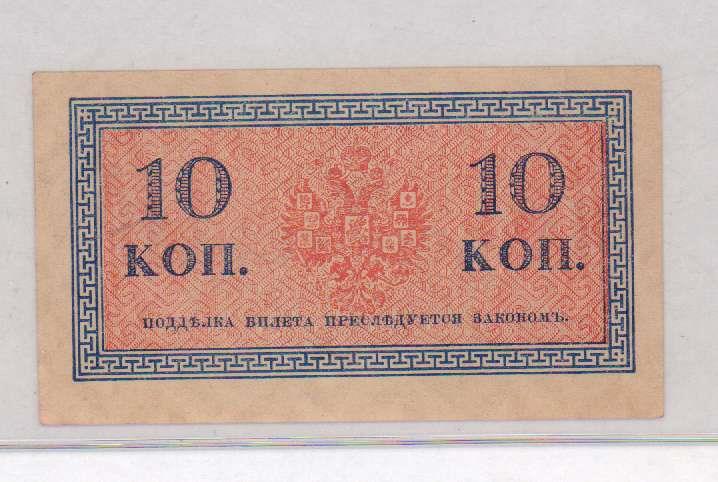 10 10
КОП. КОП.
ПОДДѢЛКА БИЛЕТА ПРЕСЛѢДУЕТСЯ ЗАКОНОМЪ.